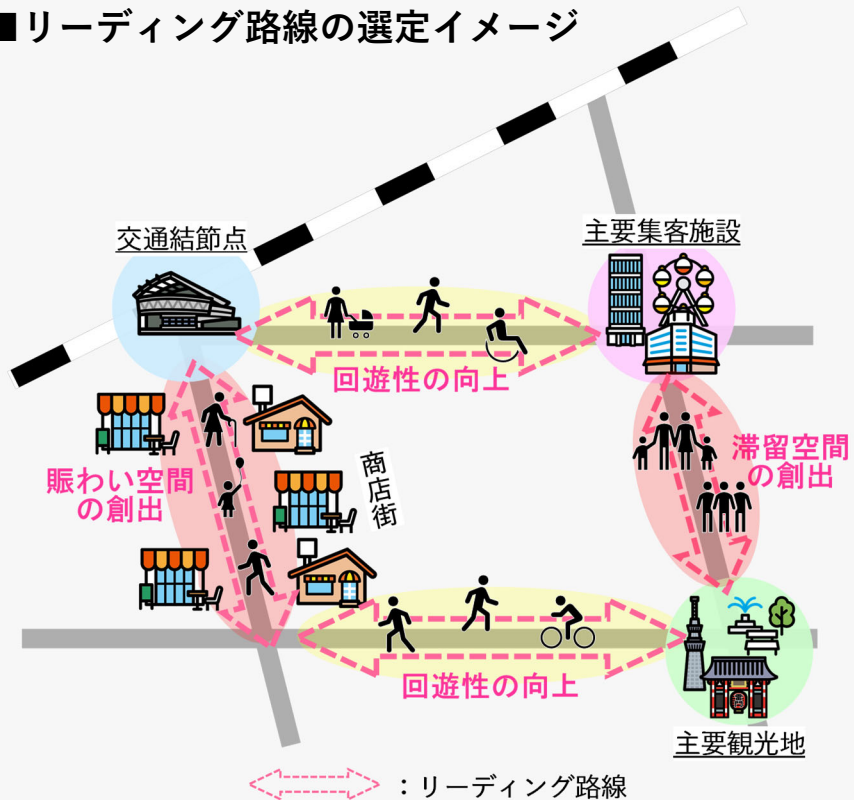 ■リーディング路線の選定イメージ
交通結節点
主要集客施設
回遊性の向上
賑わい空間
の創出
商店街
滞留空間
の創出
回遊性の向上
主要観光地
：リーディング路線